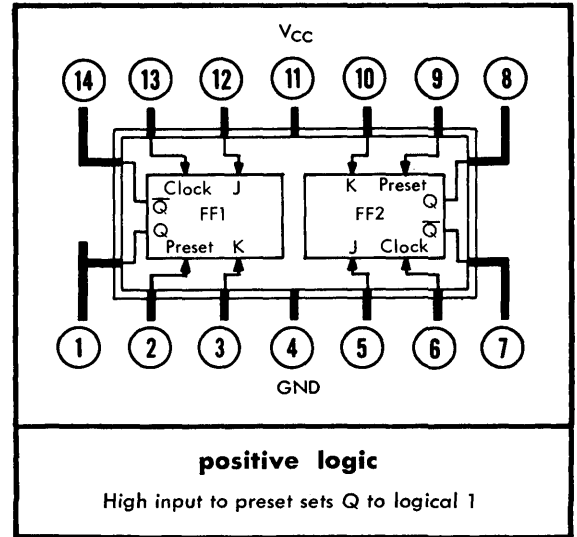 VCC
14 13 12 11 10 9 8
Clock J K Preset
Q̅ FF1 FF2 Q
Q Q̅
Preset K J Clock
1 2 3 4 5 6 7
GND
positive logic
High input to preset sets Q to logical 1